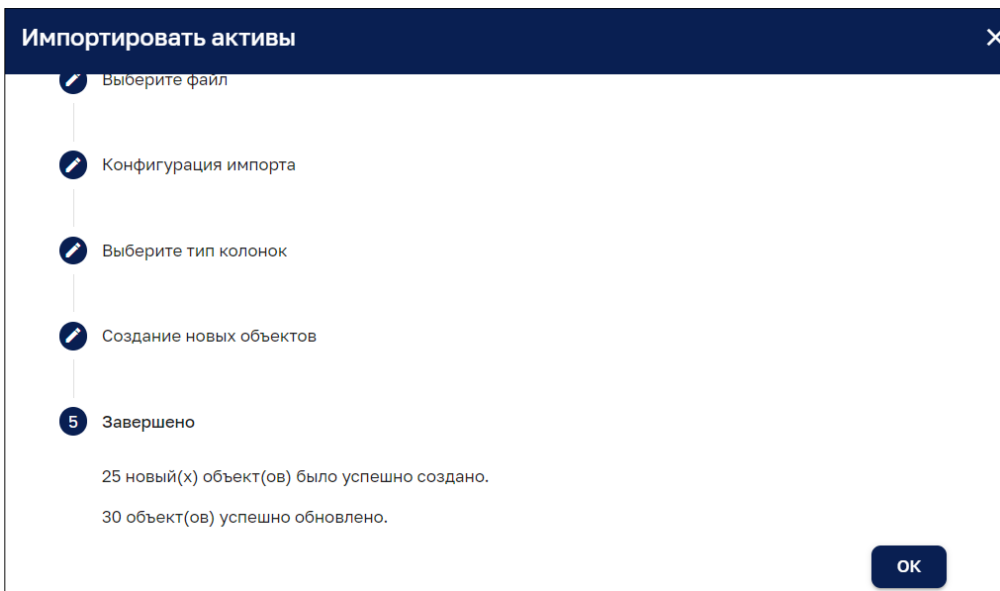 Импортировать активы
Выберите файл
Конфигурация импорта
Выберите тип колонок
Создание новых объектов
5 Завершено
25 новый(х) объект(ов) было успешно создано.
30 объект(ов) успешно обновлено.
ОК